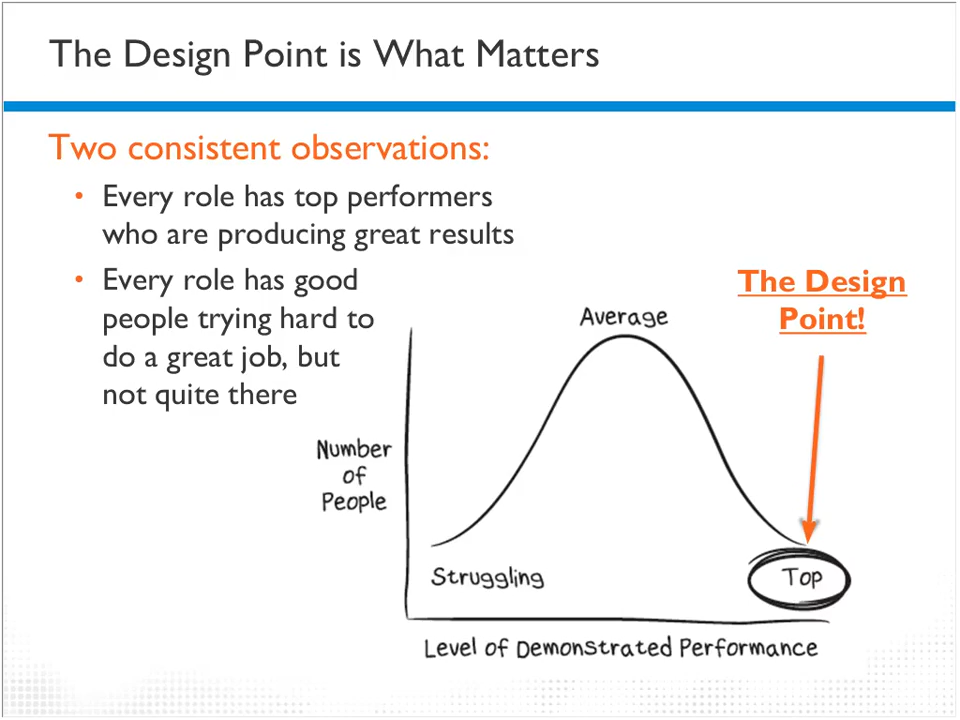 The Design Point is What Matters
Two consistent observations:
• Every role has top performers
who are producing great results
• Every role has good
people trying hard to
do a great job, but
not quite there
The Design
Point!
Average
Number
of
People
Struggling
Top
Level of Demonstrated Performance